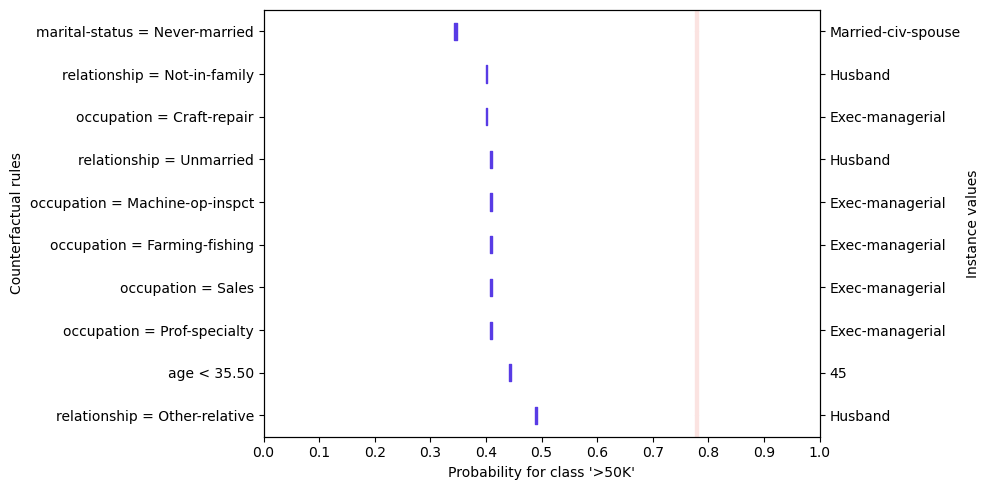 marital-status = Never-married
Married-civ-spouse
relationship = Not-in-family
Husband
occupation = Craft-repair
Exec-managerial
relationship = Unmarried
Husband
occupation = Machine-op-inspct
Exec-managerial
occupation = Farming-fishing
Exec-managerial
occupation = Sales
Exec-managerial
occupation = Prof-specialty
Exec-managerial
age < 35.50
45
relationship = Other-relative
Husband
Counterfactual rules
Instance values
0.0 0.1 0.2 0.3 0.4 0.5 0.6 0.7 0.8 0.9 1.0
Probability for class '>50K'